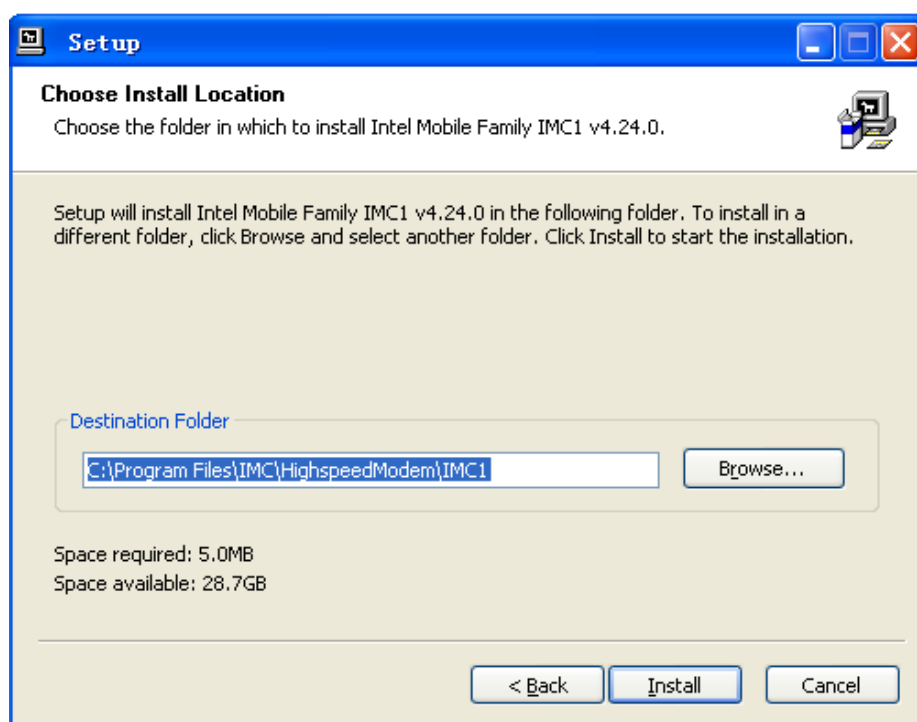 Setup
Choose Install Location
Choose the folder in which to install Intel Mobile Family IMC1 v4.24.0.
Setup will install Intel Mobile Family IMC1 v4.24.0 in the following folder. To install in a
different folder, click Browse and select another folder. Click Install to start the installation.
Destination Folder
C:\Program Files\IMC\HighspeedModem\IMC1
Browse...
Space required: 5.0MB
Space available: 28.7GB
< Back
Install
Cancel